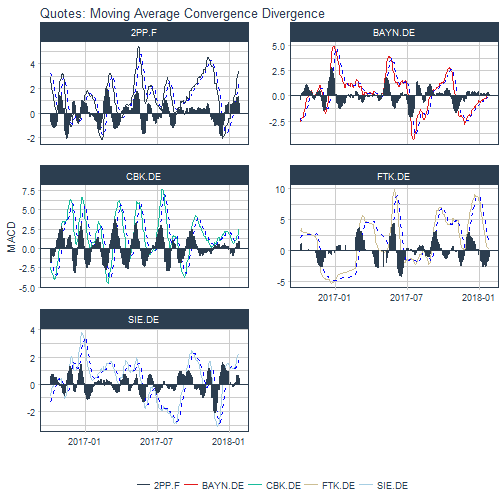 Quotes: Moving Average Convergence Divergence
2PP.F
BAYN.DE
4
2
0
-2
5.0
2.5
0.0
-2.5
CBK.DE
FTK.DE
7.5
5.0
2.5
0.0
-2.5
-5.0
10
5
0
-5
MACD
2017-01
2017-07
2018-01
SIE.DE
4
2
0
-2
2017-01
2017-07
2018-01
2PP.F
BAYN.DE
CBK.DE
FTK.DE
SIE.DE